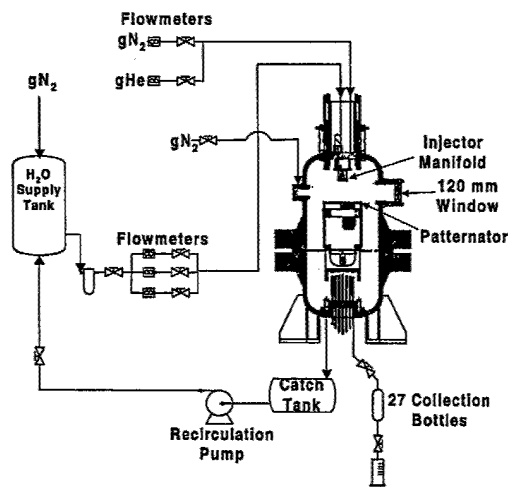 Flowmeters
gN₂
gHe
gN₂
gN₂
Injector
Manifold
H₂O
Supply
Tank
120 mm
Window
Flowmeters
Patternator
Catch
Tank
27 Collection
Bottles
Recirculation
Pump